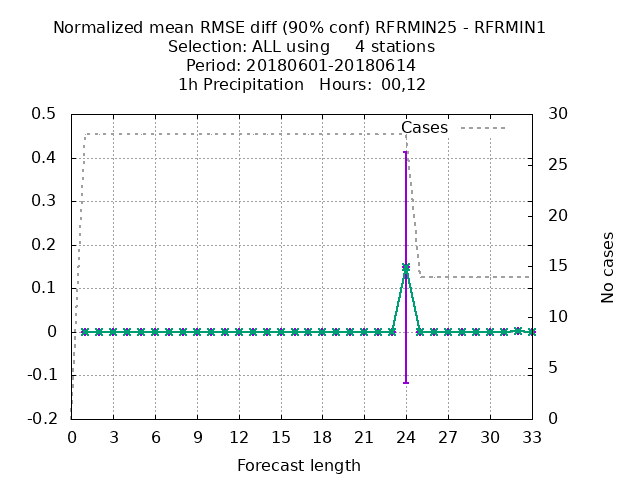 Normalized mean RMSE diff (90% conf) RFRMIN25 - RFRMIN1
Selection: ALL using     4 stations
Period: 20180601-20180614
1h Precipitation   Hours:  00,12
0.5
0.4
0.3
0.2
0.1
0
-0.1
-0.2
Cases
30
25
20
15
10
5
0
No cases
0 3 6 9 12 15 18 21 24 27 30 33
Forecast length